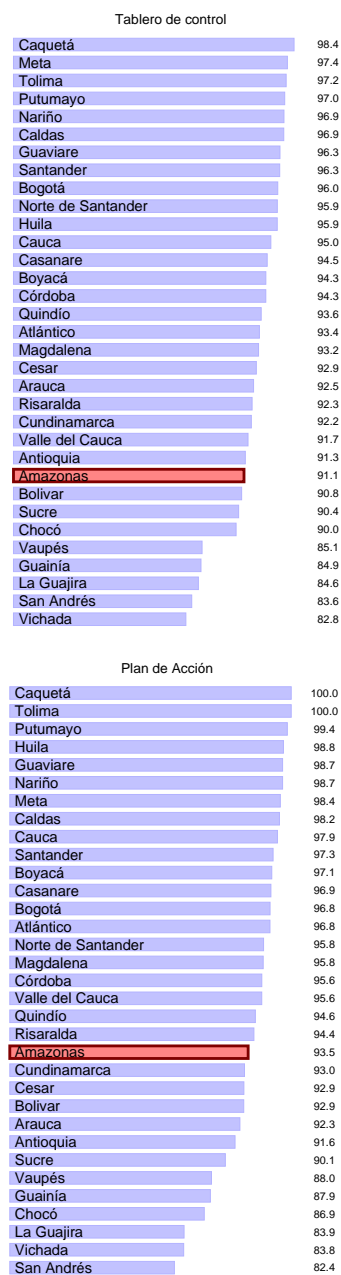 Tablero de control
Caquetá 98.4
Meta 97.4
Tolima 97.2
Putumayo 97.0
Nariño 96.9
Caldas 96.9
Guaviare 96.3
Santander 96.3
Bogotá 96.0
Norte de Santander 95.9
Huila 95.9
Cauca 95.0
Casanare 94.5
Boyacá 94.3
Córdoba 94.3
Quindío 93.6
Atlántico 93.4
Magdalena 93.2
Cesar 92.9
Arauca 92.5
Risaralda 92.3
Cundinamarca 92.2
Valle del Cauca 91.7
Antioquia 91.3
Amazonas 91.1
Bolivar 90.8
Sucre 90.4
Chocó 90.0
Vaupés 85.1
Guainía 84.9
La Guajira 84.6
San Andrés 83.6
Vichada 82.8
Plan de Acción
Caquetá 100.0
Tolima 100.0
Putumayo 99.4
Huila 98.8
Guaviare 98.7
Nariño 98.7
Meta 98.4
Caldas 98.2
Cauca 97.9
Santander 97.3
Boyacá 97.1
Casanare 96.9
Bogotá 96.8
Atlántico 96.8
Norte de Santander 95.8
Magdalena 95.8
Córdoba 95.6
Valle del Cauca 95.6
Quindío 94.6
Risaralda 94.4
Amazonas 93.5
Cundinamarca 93.0
Cesar 92.9
Bolivar 92.9
Arauca 92.3
Antioquia 91.6
Sucre 90.1
Vaupés 88.0
Guainía 87.9
Chocó 86.9
La Guajira 83.9
Vichada 83.8
San Andrés 82.4